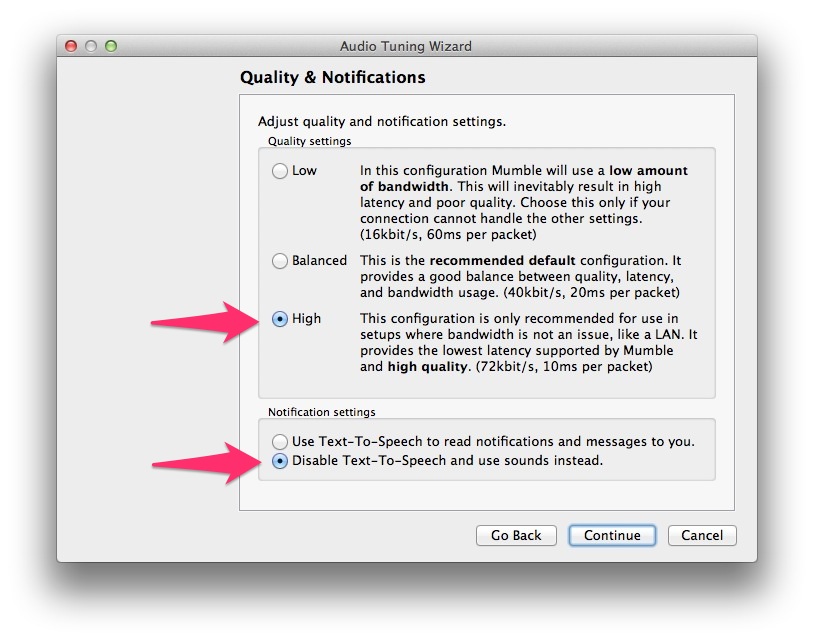 Audio Tuning Wizard
Quality & Notifications
Adjust quality and notification settings.
Quality settings
Low
In this configuration Mumble will use a low amount
of bandwidth. This will inevitably result in high
latency and poor quality. Choose this only if your
connection cannot handle the other settings.
(16kbit/s, 60ms per packet)
Balanced
This is the recommended default configuration. It
provides a good balance between quality, latency,
and bandwidth usage. (40kbit/s, 20ms per packet)
High
This configuration is only recommended for use in
setups where bandwidth is not an issue, like a LAN. It
provides the lowest latency supported by Mumble
and high quality. (72kbit/s, 10ms per packet)
Notification settings
Use Text-To-Speech to read notifications and messages to you.
Disable Text-To-Speech and use sounds instead.
Go Back Continue Cancel